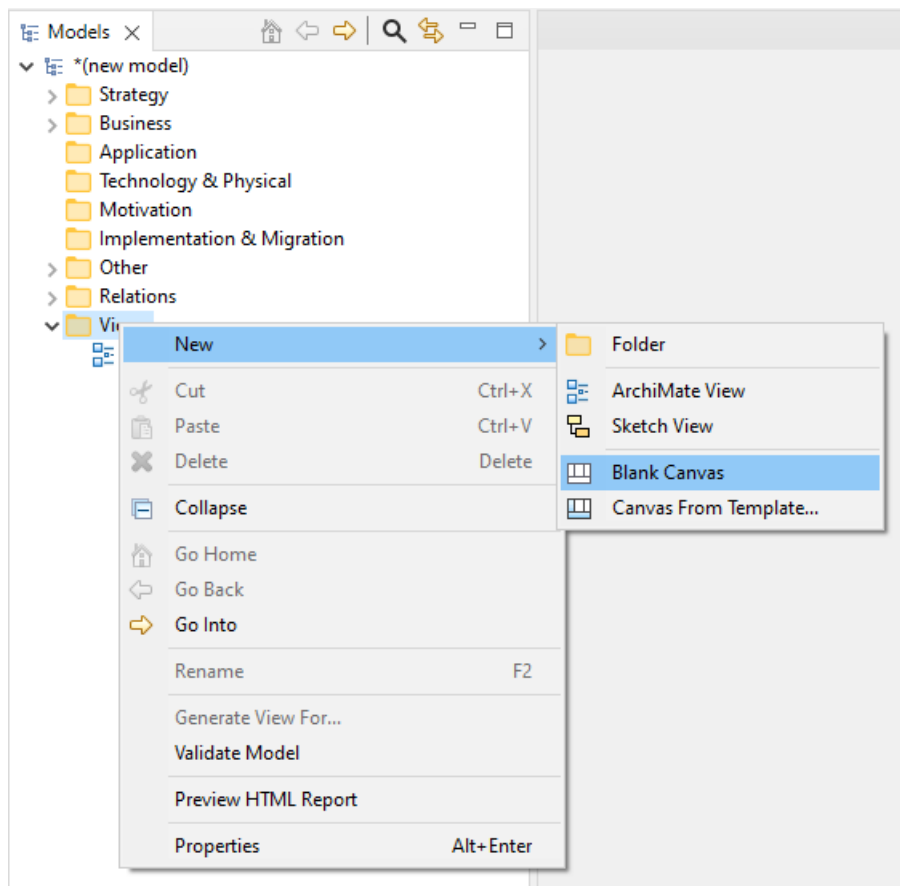 Models
*(new model)
Strategy
Business
Application
Technology & Physical
Motivation
Implementation & Migration
Other
Relations
New
Cut Ctrl+X
Paste Ctrl+V
Delete Delete
Collapse
Go Home
Go Back
Go Into
Rename F2
Generate View For...
Validate Model
Preview HTML Report
Properties Alt+Enter
Folder
ArchiMate View
Sketch View
Blank Canvas
Canvas From Template...